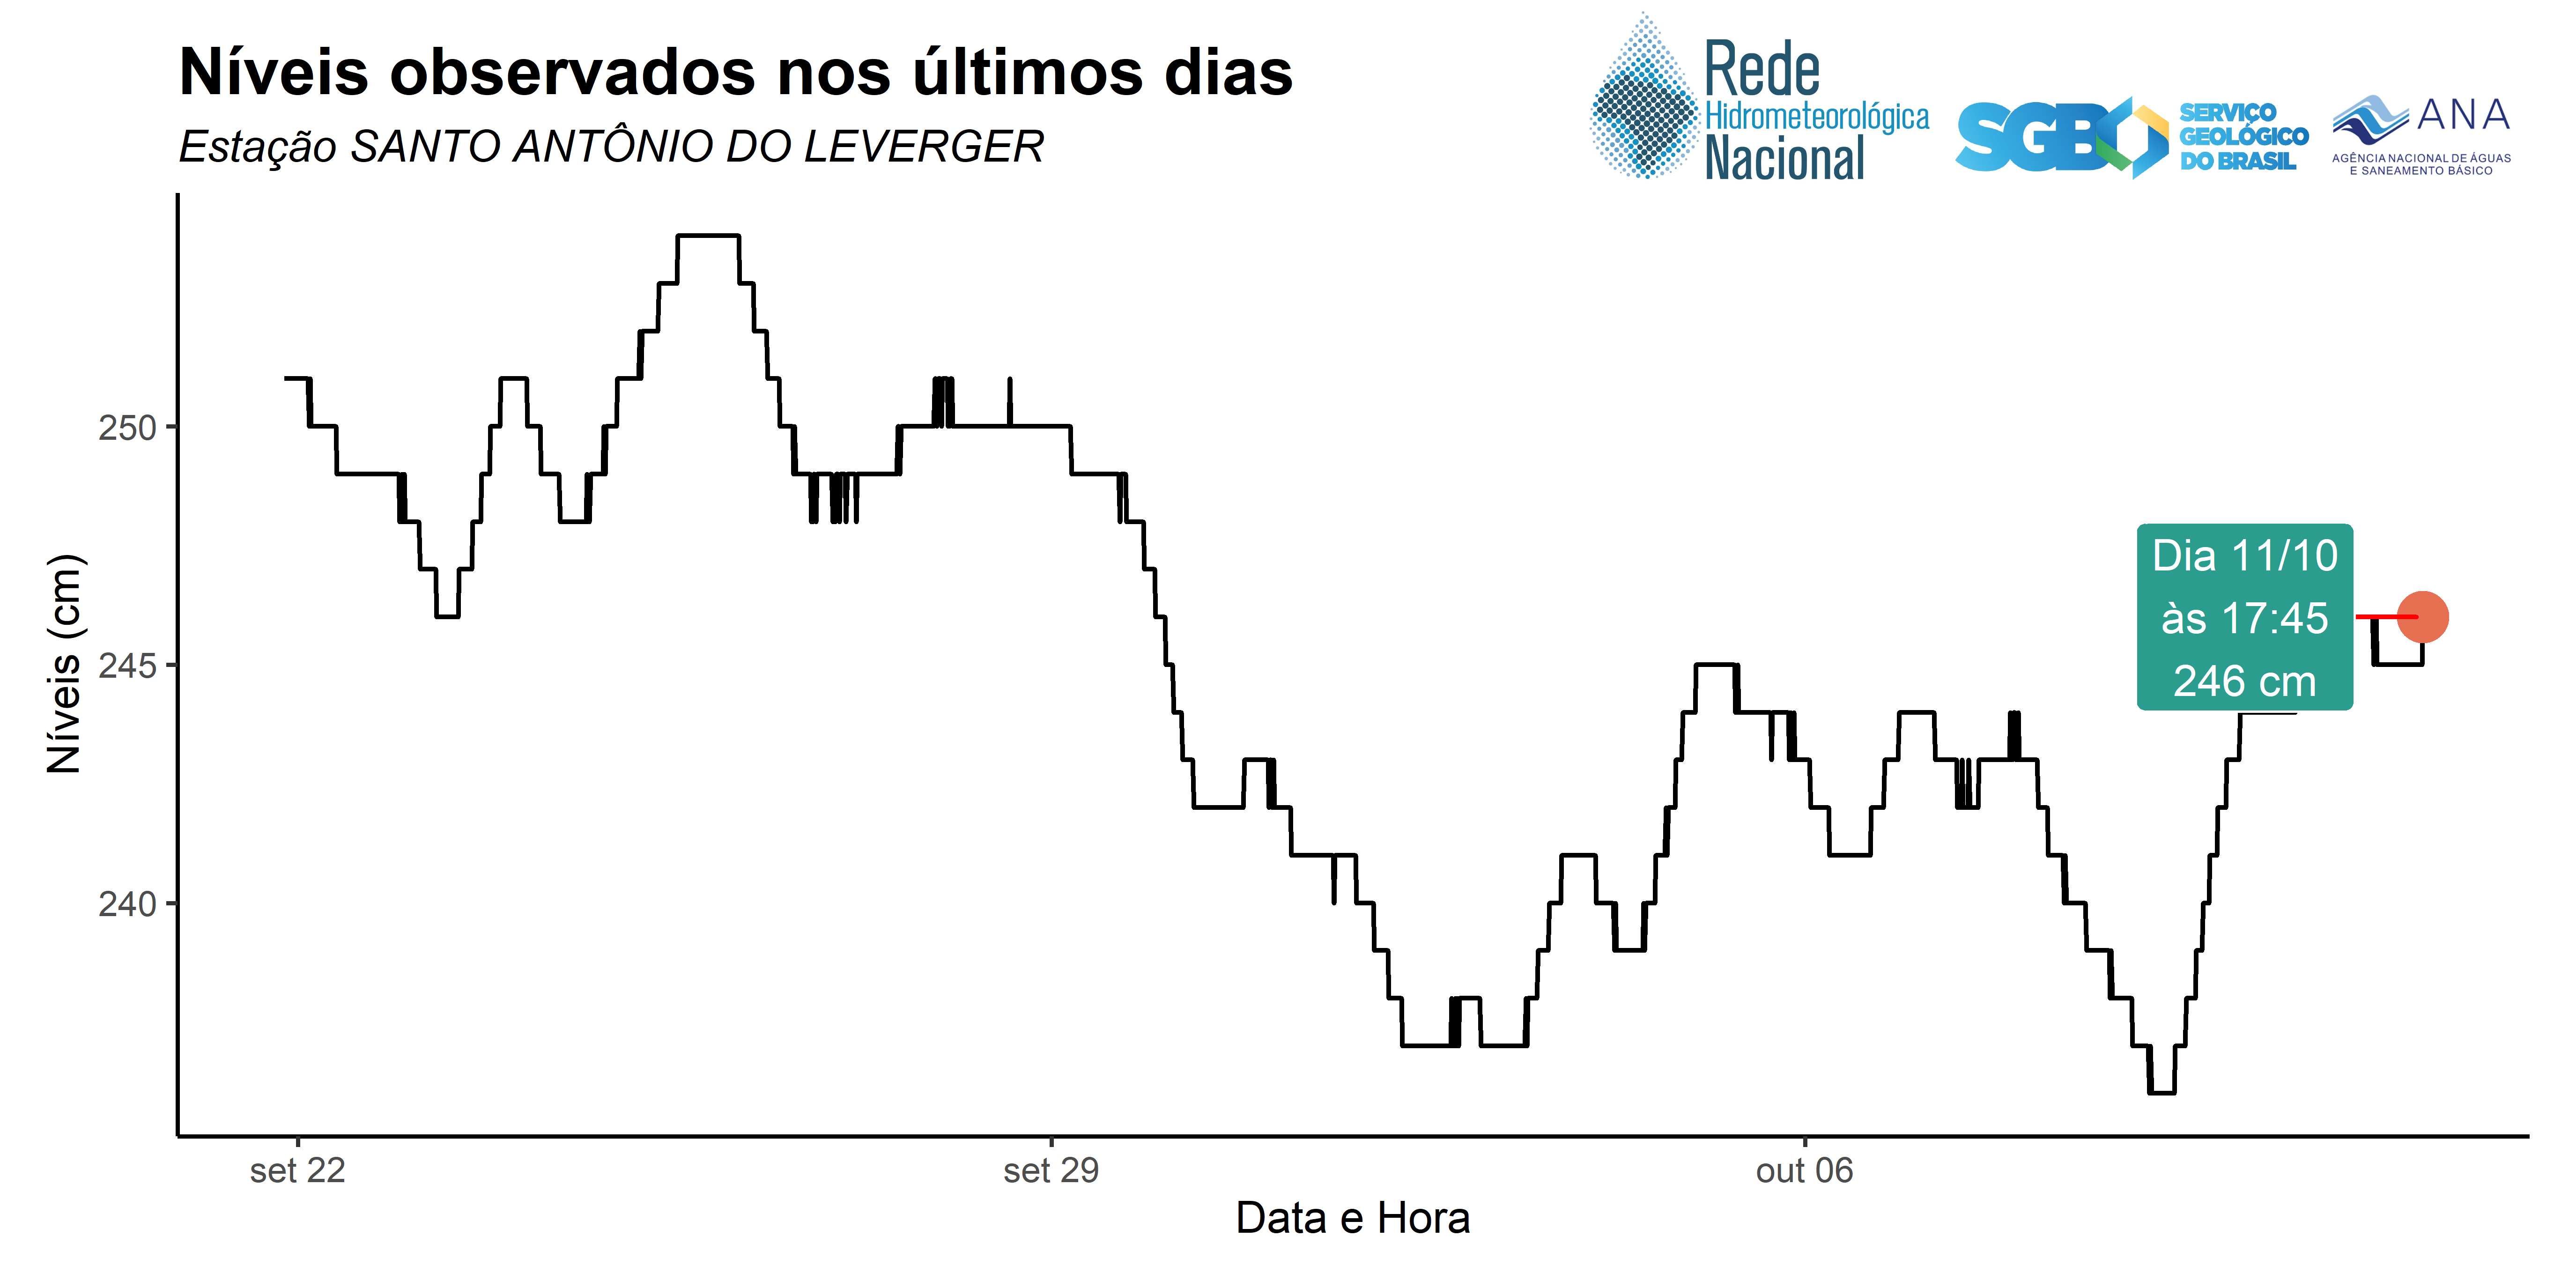 Níveis observados nos últimos dias
Estação SANTO ANTÔNIO DO LEVERGER
Rede
Hidrometeorológica
Nacional
SGB
SERVIÇO
GEOLÓGICO
DO BRASIL
ANA
AGÊNCIA NACIONAL DE ÁGUAS
E SANEAMENTO BÁSICO
Níveis (cm)
250
245
240
Dia 11/10
às 17:45
246 cm
set 22
set 29
out 06
Data e Hora